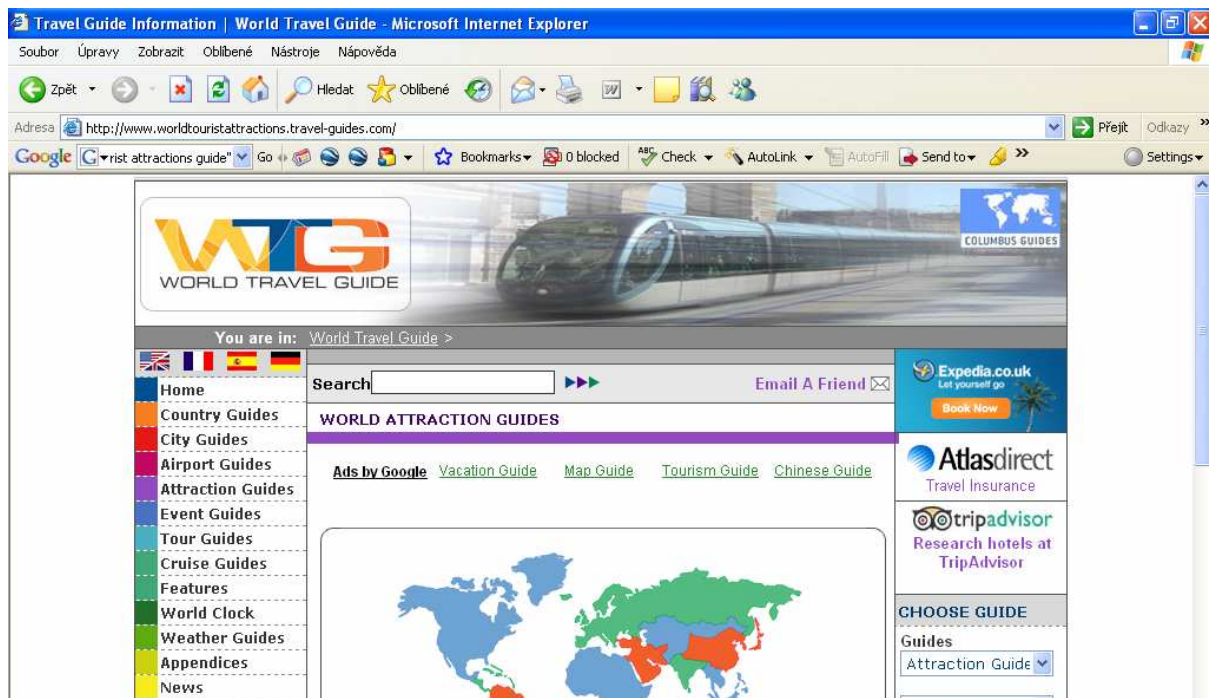 Travel Guide Information | World Travel Guide - Microsoft Internet Explorer
Soubor Úpravy Zobrazit Oblíbené Nástroje Nápověda
Zpět Hledat Oblíbené
Adresa http://www.worldtouristattractions.travel-guides.com/ Přejít Odkazy »
Google G rist attractions guide" Go Bookmarks 0 blocked ABC Check AutoLink AutoFill Send to » Settings
WTG
WORLD TRAVEL GUIDE
COLUMBUS GUIDES
You are in: World Travel Guide >
Home
Country Guides
City Guides
Airport Guides
Attraction Guides
Event Guides
Tour Guides
Cruise Guides
Features
World Clock
Weather Guides
Appendices
News
Search Email A Friend
WORLD ATTRACTION GUIDES
Ads by Google Vacation Guide Map Guide Tourism Guide Chinese Guide
Expedia.co.uk
Let yourself go
Book Now
Atlasdirect
Travel Insurance
tripadvisor
Research hotels at
TripAdvisor
CHOOSE GUIDE
Guides
Attraction Guide